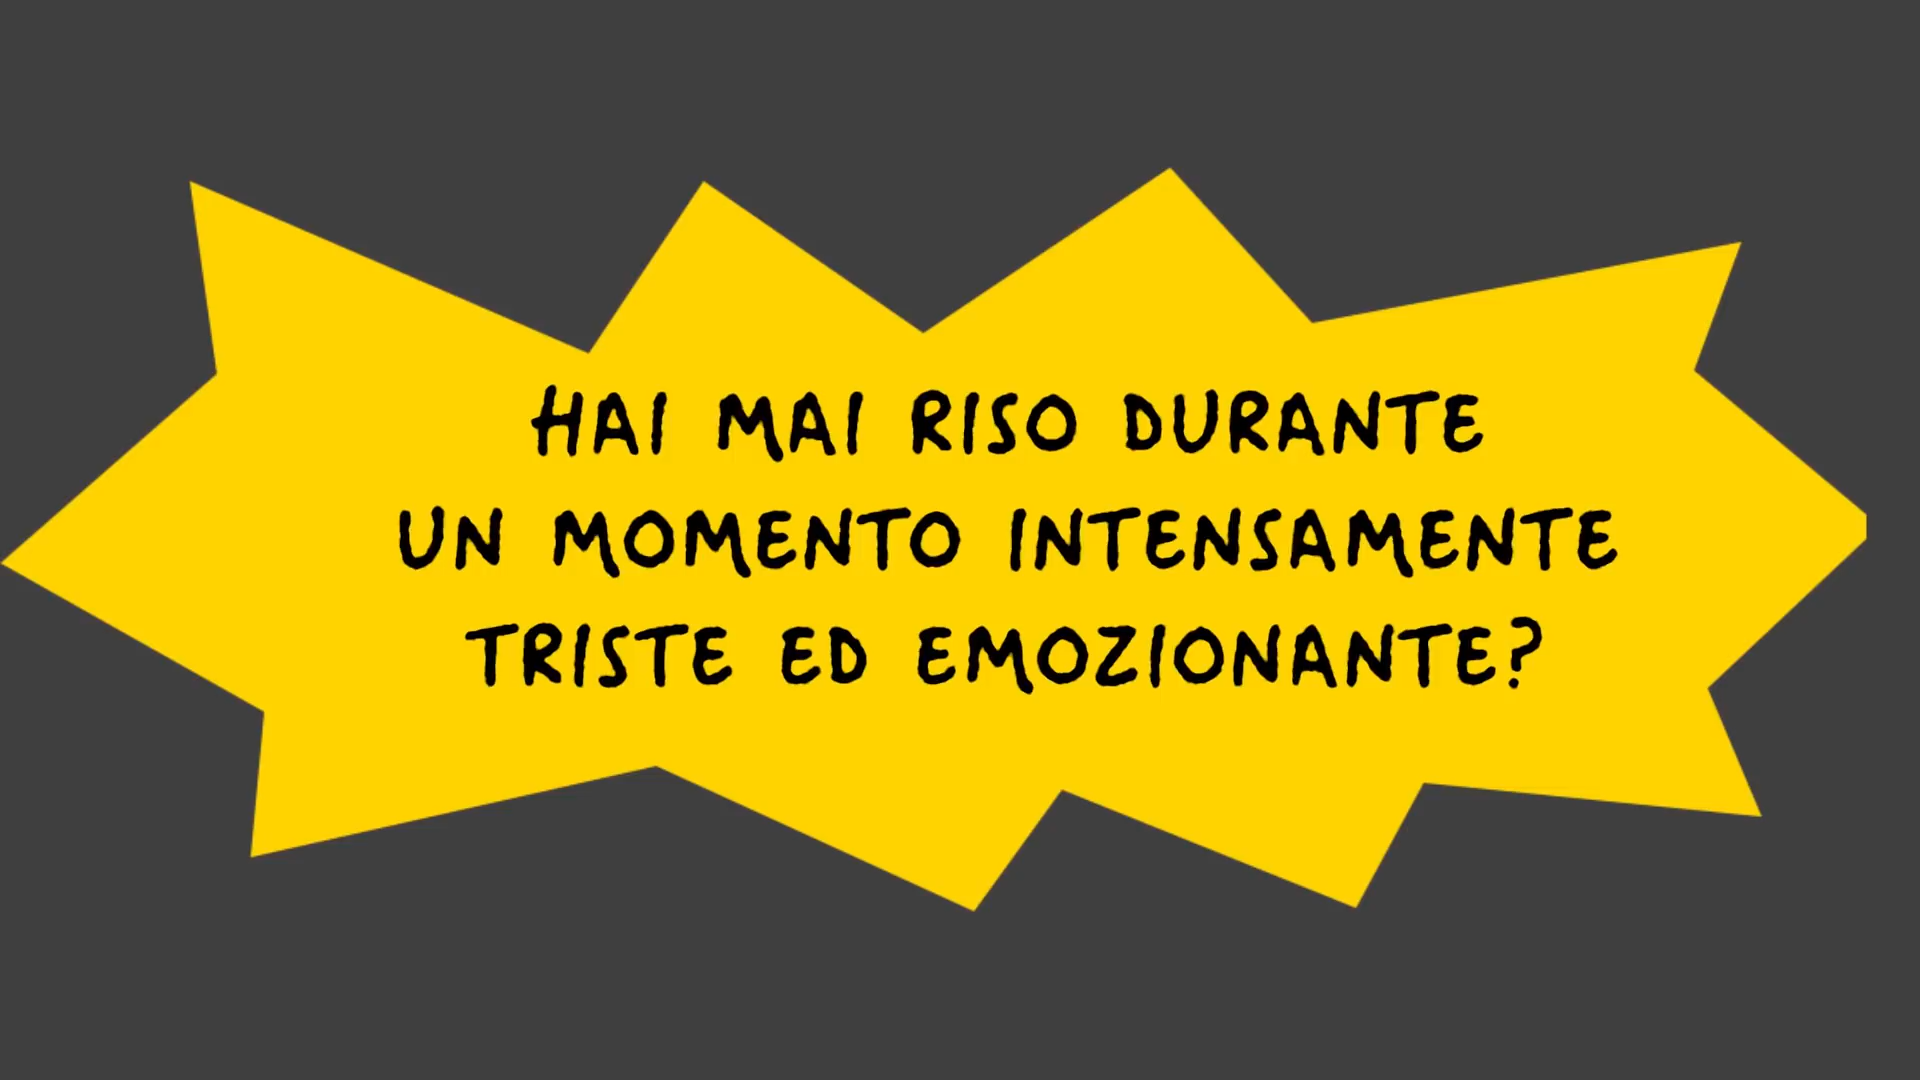 HAI MAI RISO DURANTE
UN MOMENTO INTENSAMENTE
TRISTE ED EMOZIONANTE?